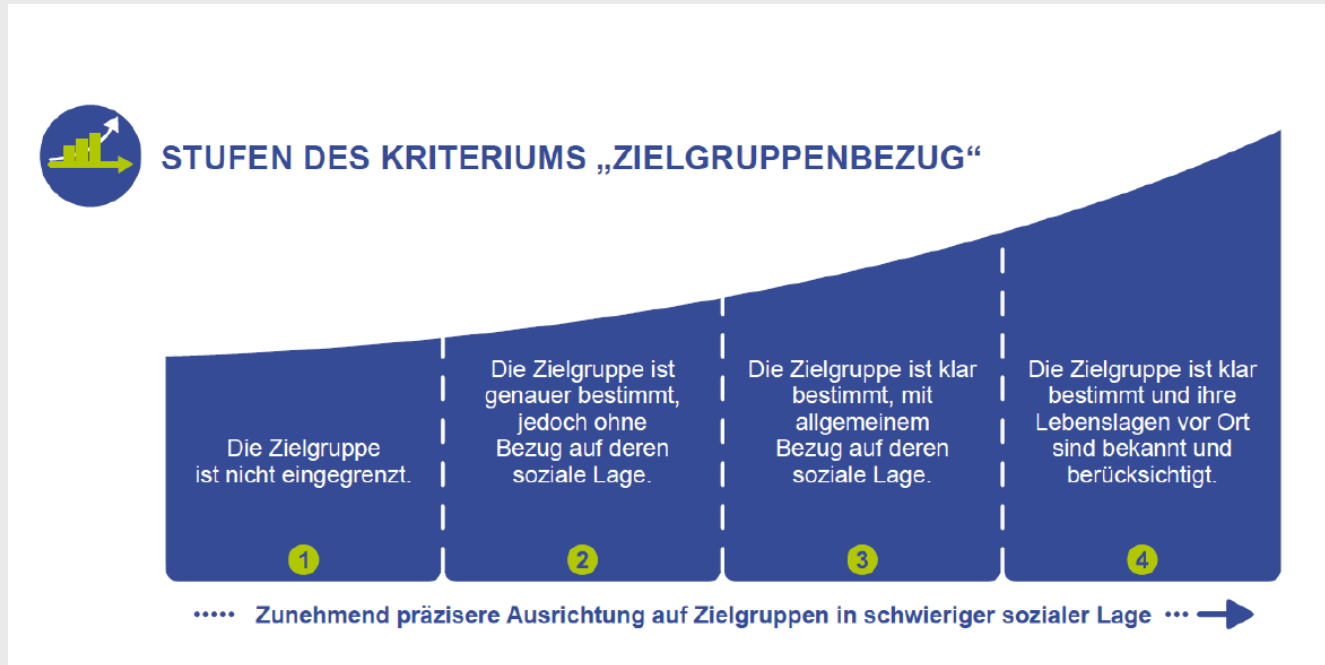 STUFEN DES KRITERIUMS „ZIELGRUPPENBEZUG“
Die Zielgruppe
ist nicht eingegrenzt.
1
Die Zielgruppe ist
genauer bestimmt,
jedoch ohne
Bezug auf deren
soziale Lage.
2
Die Zielgruppe ist klar
bestimmt, mit
allgemeinem
Bezug auf deren
soziale Lage.
3
Die Zielgruppe ist klar
bestimmt und ihre
Lebenslagen vor Ort
sind bekannt und
berücksichtigt.
4
Zunehmend präzisere Ausrichtung auf Zielgruppen in schwieriger sozialer Lage